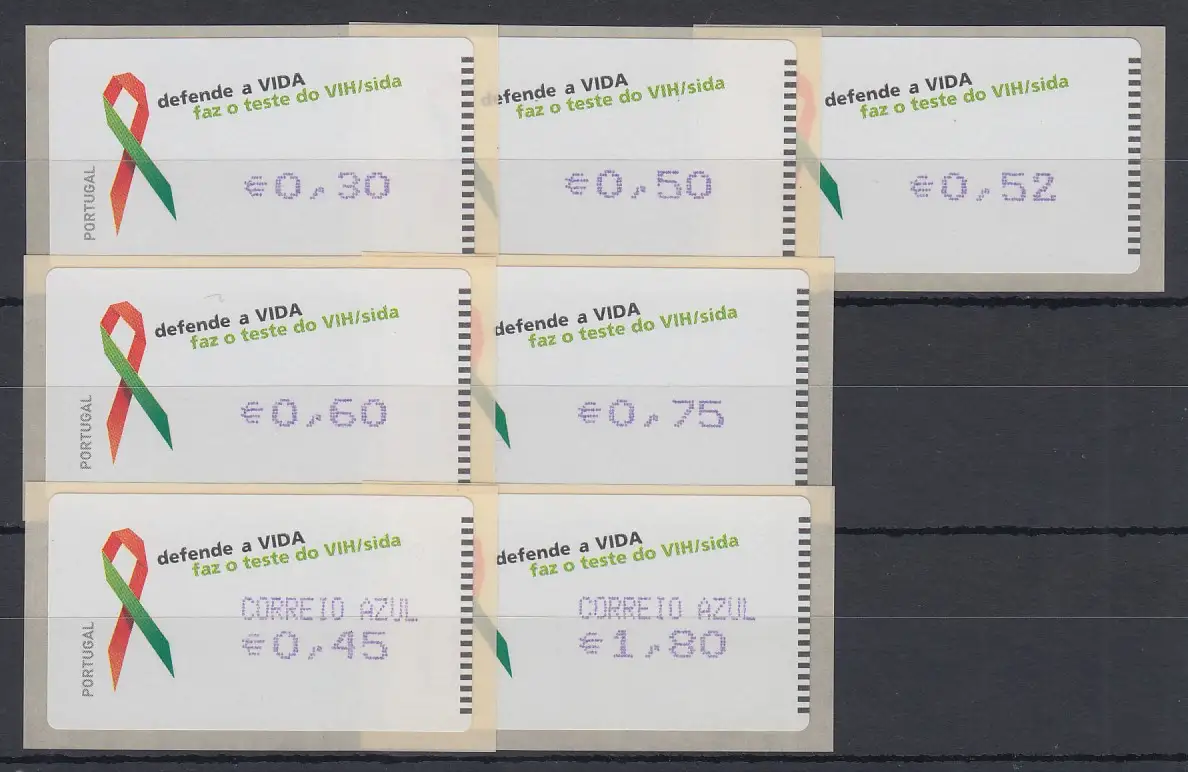 defende a VIDA
faz o teste do VIH/sida
€0,30
PORTUGAL
defende a VIDA
faz o teste do VIH/sida
€0,50
defende a VIDA
faz o teste do VIH/sida
€0,52
defende a VIDA
faz o teste do VIH/sida
€0,60
PORTUGAL
defende a VIDA
faz o teste do VIH/sida
€0,75
defende a VIDA
faz o teste do VIH/sida
CORREIO AZUL
€0,45
PORTUGAL
defende a VIDA
faz o teste do VIH/sida
CORREIO AZUL
€1,80